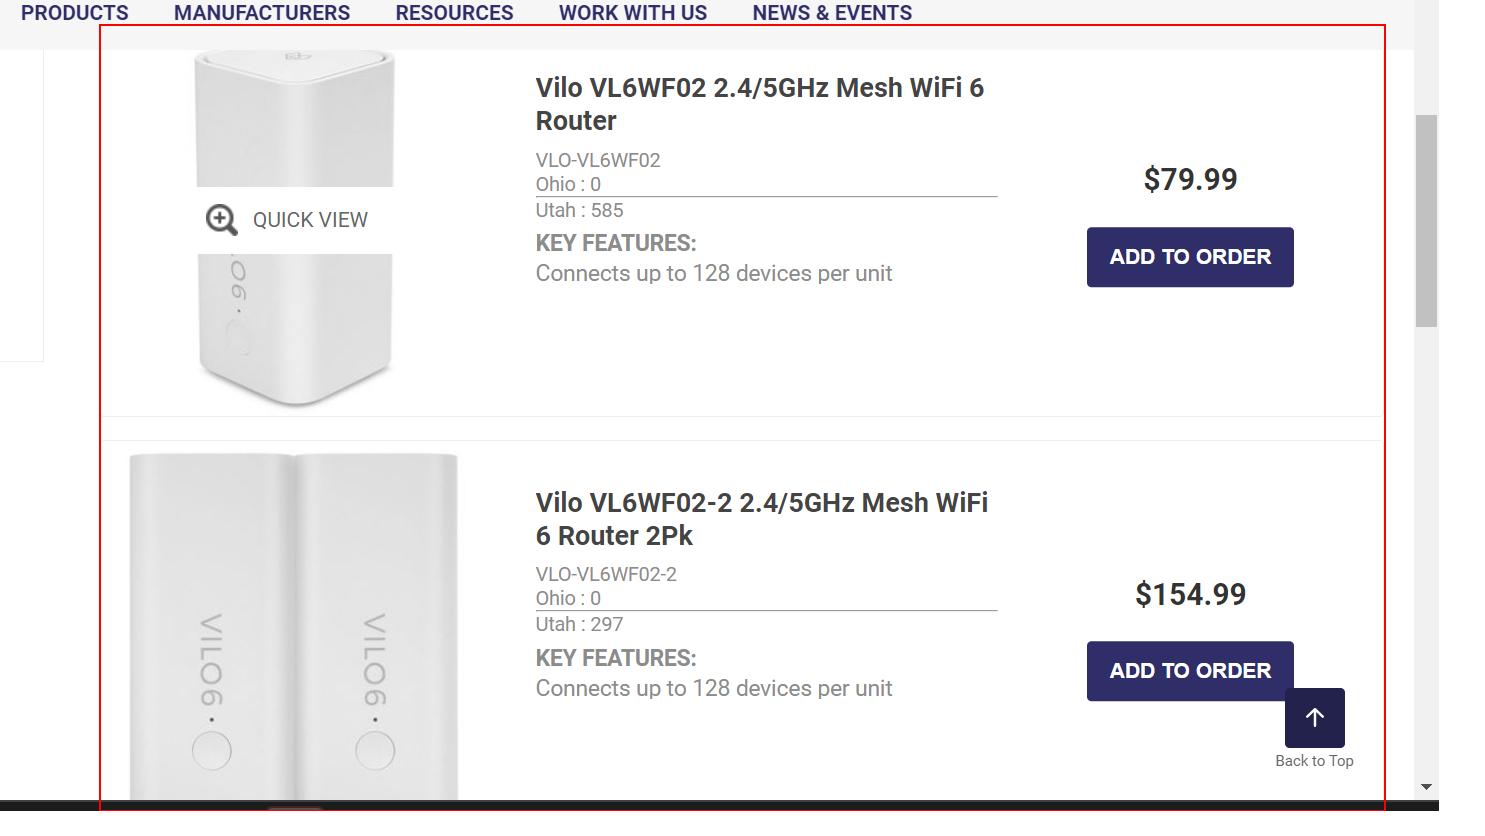 PRODUCTS MANUFACTURERS RESOURCES WORK WITH US NEWS & EVENTS
Vilo VL6WF02 2.4/5GHz Mesh WiFi 6
Router
VLO-VL6WF02
Ohio : 0
Utah : 585
KEY FEATURES:
Connects up to 128 devices per unit
$79.99
ADD TO ORDER
QUICK VIEW
LO6
Vilo VL6WF02-2 2.4/5GHz Mesh WiFi
6 Router 2Pk
VLO-VL6WF02-2
Ohio : 0
Utah : 297
KEY FEATURES:
Connects up to 128 devices per unit
$154.99
ADD TO ORDER
VILO6
VILO6
Back to Top